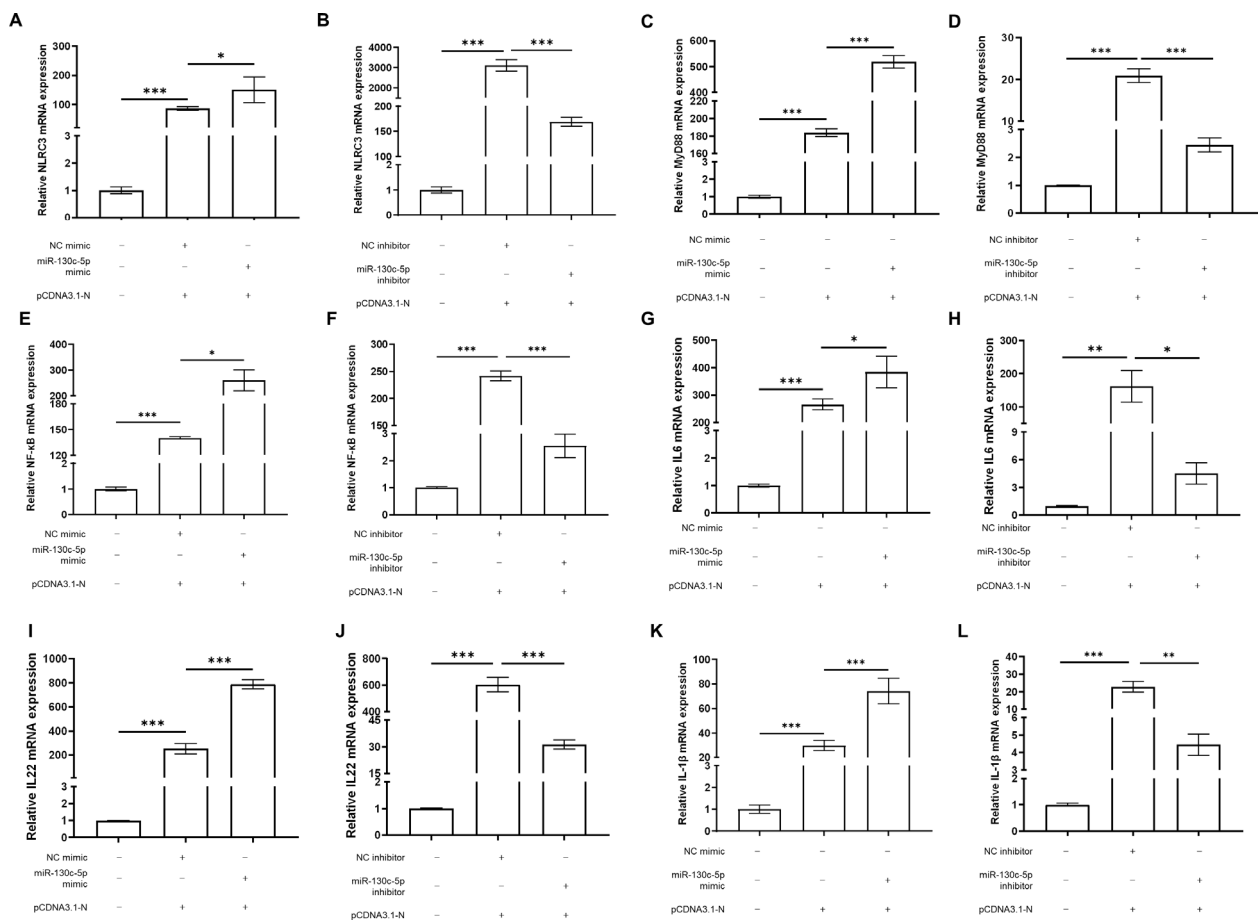 A
Relative NLRC3 mRNA expression
300
200
150
100
50
3
2
1
0
***
*
NC mimic – + –
miR-130c-5p mimic – – +
pCDNA3.1-N – + +
B
Relative NLRC3 mRNA expression
4000
3000
2000
200
150
100
2
1
0
***
***
NC inhibitor – + –
miR-130c-5p inhibitor – – +
pCDNA3.1-N – + +
C
Relative MyD88 mRNA expression
600
500
400
300
200
220
200
180
160
2
1
0
***
***
NC mimic – – –
miR-130c-5p mimic – – +
pCDNA3.1-N – + +
D
Relative MyD88 mRNA expression
20
10
3
2
1
0
***
***
NC inhibitor – + –
miR-130c-5p inhibitor – – +
pCDNA3.1-N – + +
E
Relative NF-κB mRNA expression
400
300
200
180
150
120
2
1
0
***
*
NC mimic – + –
miR-130c-5p mimic – – +
pCDNA3.1-N – + +
F
Relative NF-κB mRNA expression
300
250
200
150
100
3
2
1
0
***
***
NC inhibitor – + –
miR-130c-5p inhibitor – – +
pCDNA3.1-N – + +
G
Relative IL6 mRNA expression
500
400
300
200
3
2
1
0
***
*
NC mimic – – –
miR-130c-5p mimic – – +
pCDNA3.1-N – + +
H
Relative IL6 mRNA expression
200
150
100
9
6
3
0
**
*
NC inhibitor – + –
miR-130c-5p inhibitor – – +
pCDNA3.1-N – + +
I
Relative IL22 mRNA expression
1000
800
600
400
200
3
2
1
0
***
***
NC mimic – + –
miR-130c-5p mimic – – +
pCDNA3.1-N – + +
J
Relative IL22 mRNA expression
800
600
400
45
30
15
2
1
0
***
***
NC inhibitor – + –
miR-130c-5p inhibitor – – +
pCDNA3.1-N – + +
K
Relative IL-1β mRNA expression
100
80
60
40
20
3
2
1
0
***
***
NC mimic – – –
miR-130c-5p mimic – – +
pCDNA3.1-N – + +
L
Relative IL-1β mRNA expression
40
30
20
10
6
5
4
3
2
1
0
***
**
NC inhibitor – + –
miR-130c-5p inhibitor – – +
pCDNA3.1-N – + +